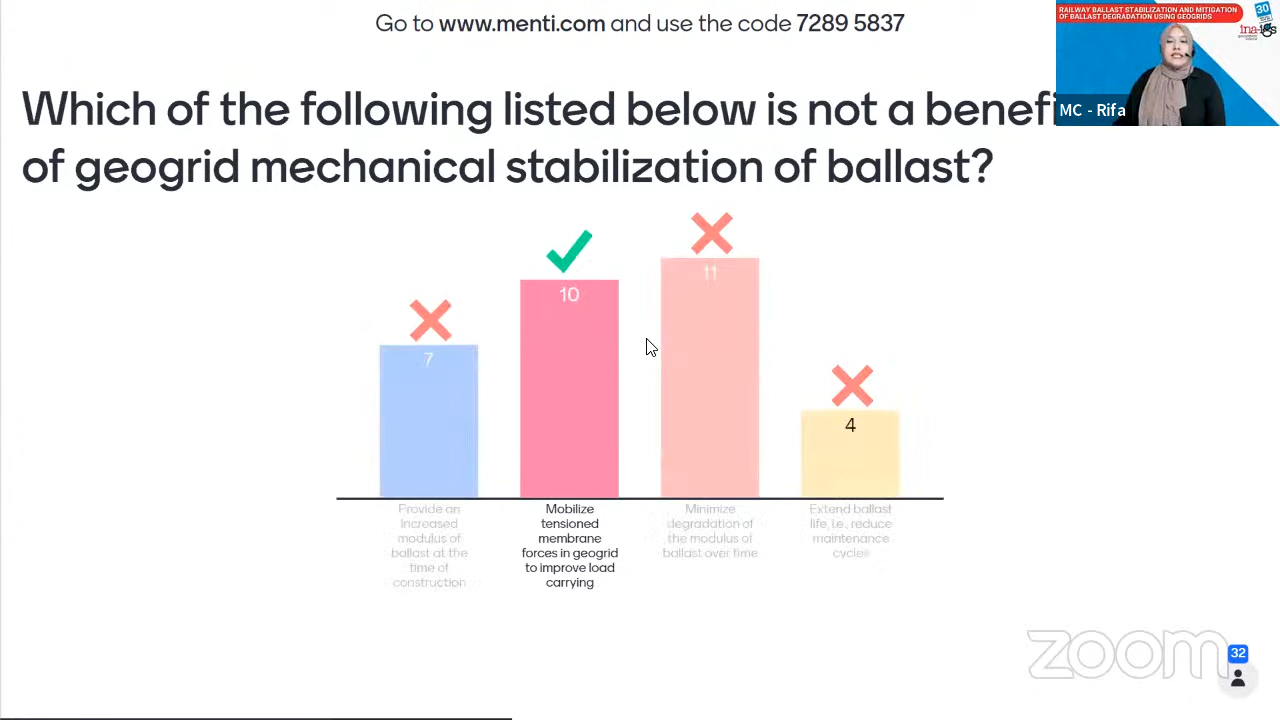 Go to www.menti.com and use the code 7289 5837
RAILWAY BALLAST STABILIZATION AND MITIGATION
OF BALLAST DEGRADATION USING GEOGRIDS
30
ina-igs
MC - Rifa
Which of the following listed below is not a benefi
of geogrid mechanical stabilization of ballast?
7
10
11
4
Provide an
increased
modulus of
ballast at the
time of
construction
Mobilize
tensioned
membrane
forces in geogrid
to improve load
carrying
Minimize
degradation of
the modulus of
ballast over time
Extend ballast
life, i.e., reduce
maintenance
cycles
zoom
32